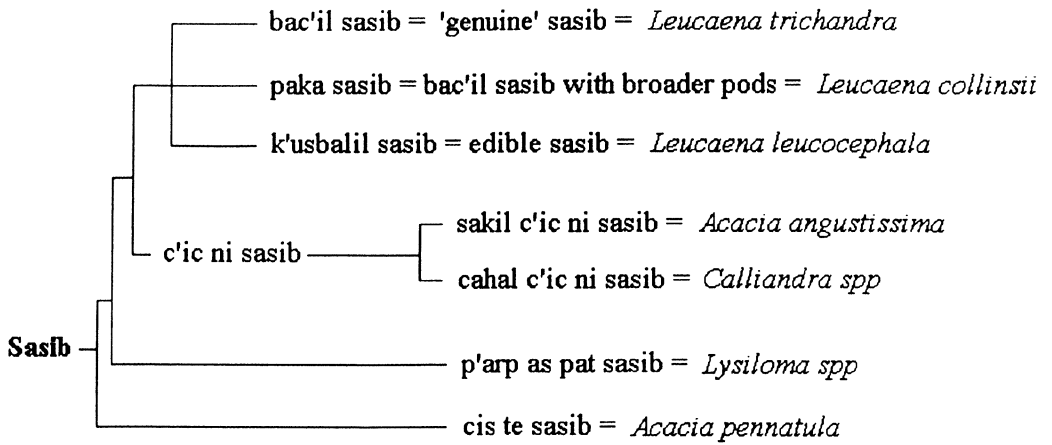 bac'il sasib = 'genuine' sasib = Leucaena trichandra
paka sasib = bac'il sasib with broader pods = Leucaena collinsii
k'usbalil sasib = edible sasib = Leucaena leucocephala
sakil c'ic ni sasib = Acacia angustissima
c'ic ni sasib
cahal c'ic ni sasib = Calliandra spp
Sasib
p'arp as pat sasib = Lysiloma spp
cis te sasib = Acacia pennatula